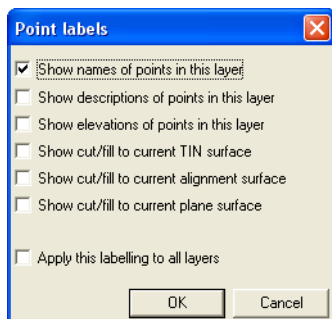 Point labels
Show names of points in this layer
Show descriptions of points in this layer
Show elevations of points in this layer
Show cut/fill to current TIN surface
Show cut/fill to current alignment surface
Show cut/fill to current plane surface
Apply this labelling to all layers
OK Cancel